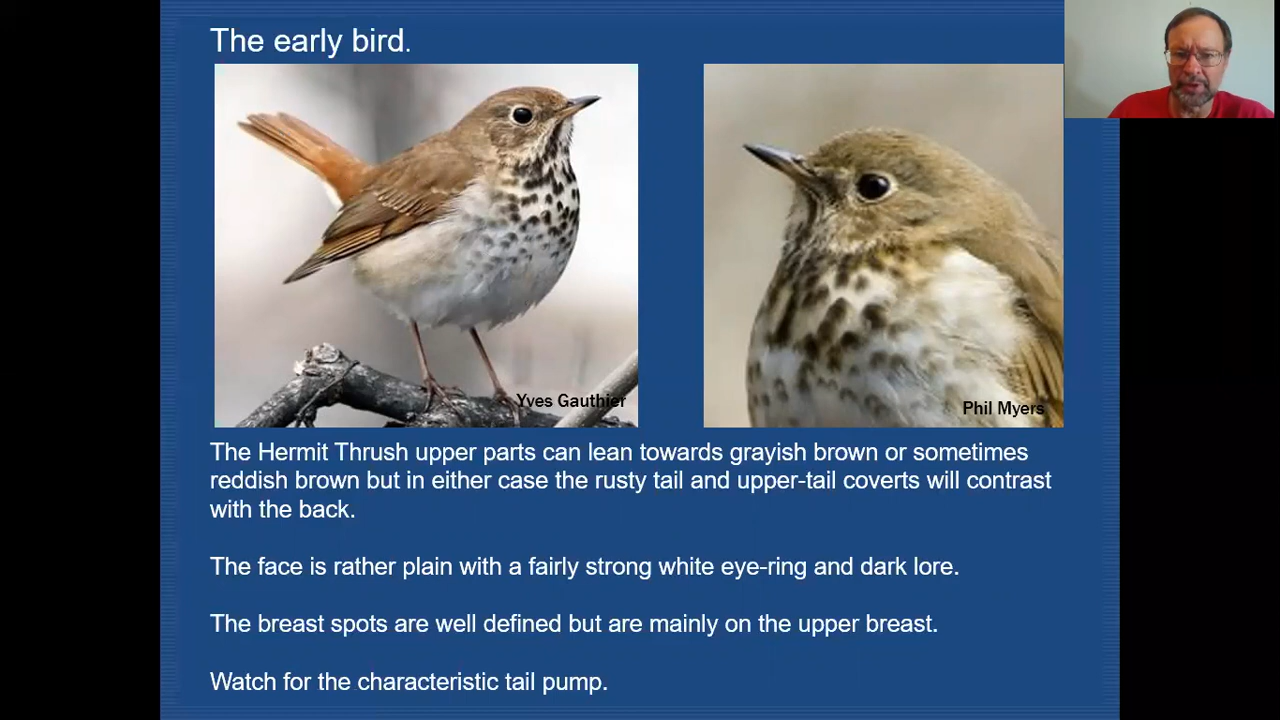 The early bird.
Yves Gauthier
Phil Myers
The Hermit Thrush upper parts can lean towards grayish brown or sometimes
reddish brown but in either case the rusty tail and upper-tail coverts will contrast
with the back.
The face is rather plain with a fairly strong white eye-ring and dark lore.
The breast spots are well defined but are mainly on the upper breast.
Watch for the characteristic tail pump.